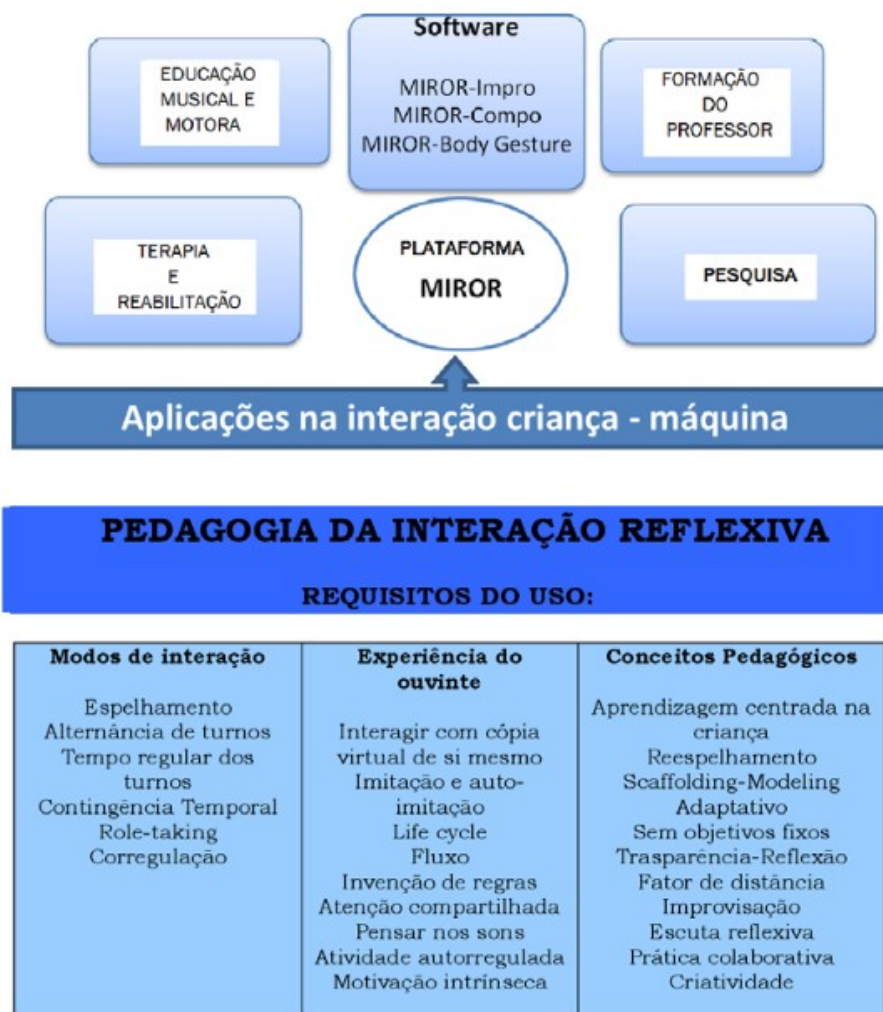 Software
MIROR-Impro
MIROR-Compo
MIROR-Body Gesture
EDUCAÇÃO
MUSICAL E
MOTORA
FORMAÇÃO
DO
PROFESSOR
TERAPIA
E
REABILITAÇÃO
PLATAFORMA
MIROR
PESQUISA
Aplicações na interação criança - máquina
PEDAGOGIA DA INTERAÇÃO REFLEXIVA
REQUISITOS DO USO:
Modos de interação
Espelhamento
Alternância de turnos
Tempo regular dos
turnos
Contingência Temporal
Role-taking
Corregulação
Experiência do
ouvinte
Interagir com cópia
virtual de si mesmo
Imitação e auto-
imitação
Life cycle
Fluxo
Invenção de regras
Atenção compartilhada
Pensar nos sons
Atividade autorregulada
Motivação intrínseca
Conceitos Pedagógicos
Aprendizagem centrada na
criança
Reespelhamento
Scaffolding-Modeling
Adaptativo
Sem objetivos fixos
Trasparência-Reflexão
Fator de distância
Improvisação
Escuta reflexiva
Prática colaborativa
Criatividade